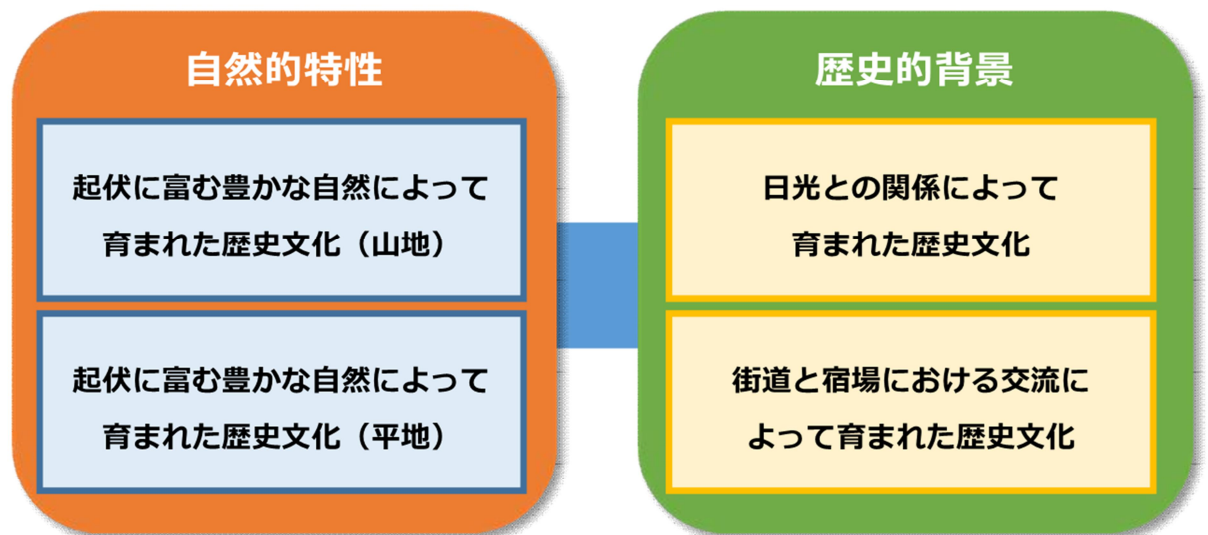 自然的特性
起伏に富む豊かな自然によって
育まれた歴史文化（山地）
起伏に富む豊かな自然によって
育まれた歴史文化（平地）
歴史的背景
日光との関係によって
育まれた歴史文化
街道と宿場における交流に
よって育まれた歴史文化